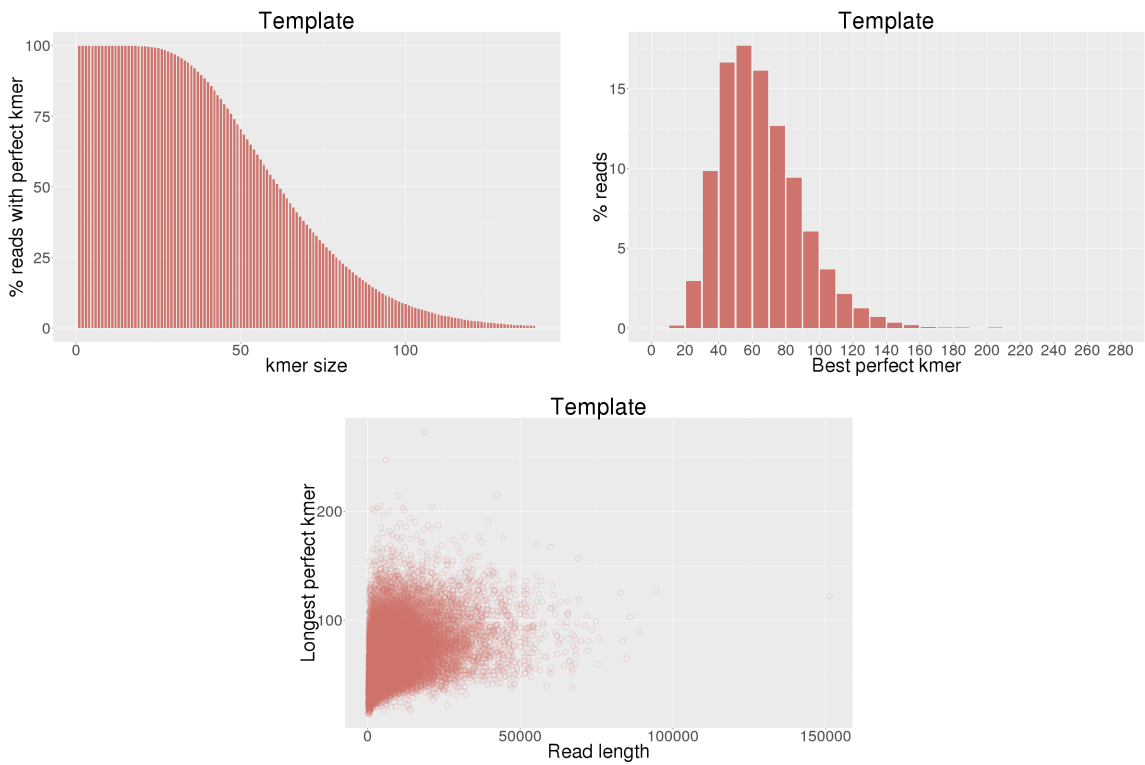 Template
% reads with perfect kmer
100
75
50
25
0
0 50 100
kmer size
Template
% reads
15
10
5
0
0 20 40 60 80 100 120 140 160 180 200 220 240 260 280
Best perfect kmer
Template
Longest perfect kmer
200
100
0 50000 100000 150000
Read length